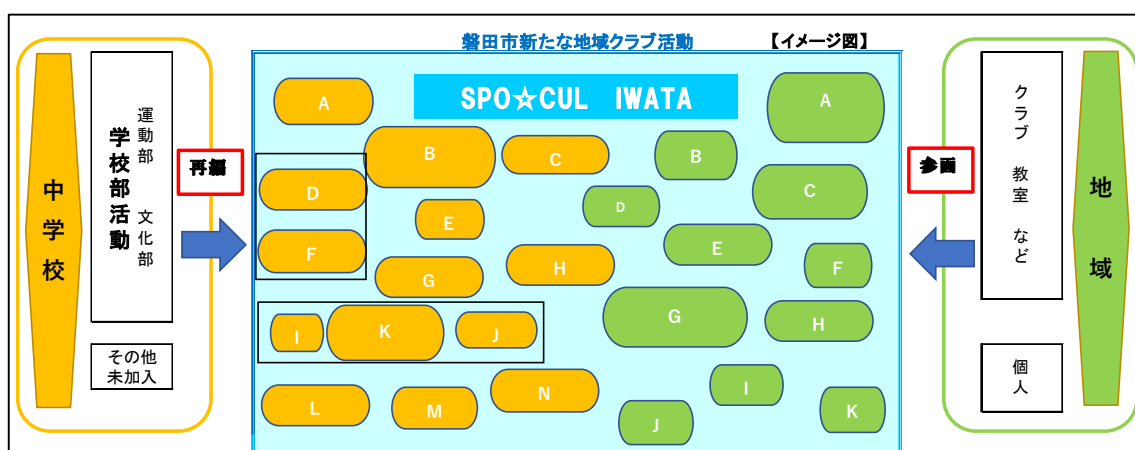 磐田市新たな地域クラブ活動 【イメージ図】
SPO☆CUL IWATA
中学校
学校部活動
運動部 文化部
その他
未加入
再編
A
B
C
D
E
F
G
H
I
K
J
L
M
N
A
B
C
D
E
F
G
H
I
J
K
参画
クラブ 教室 など
個人
地域